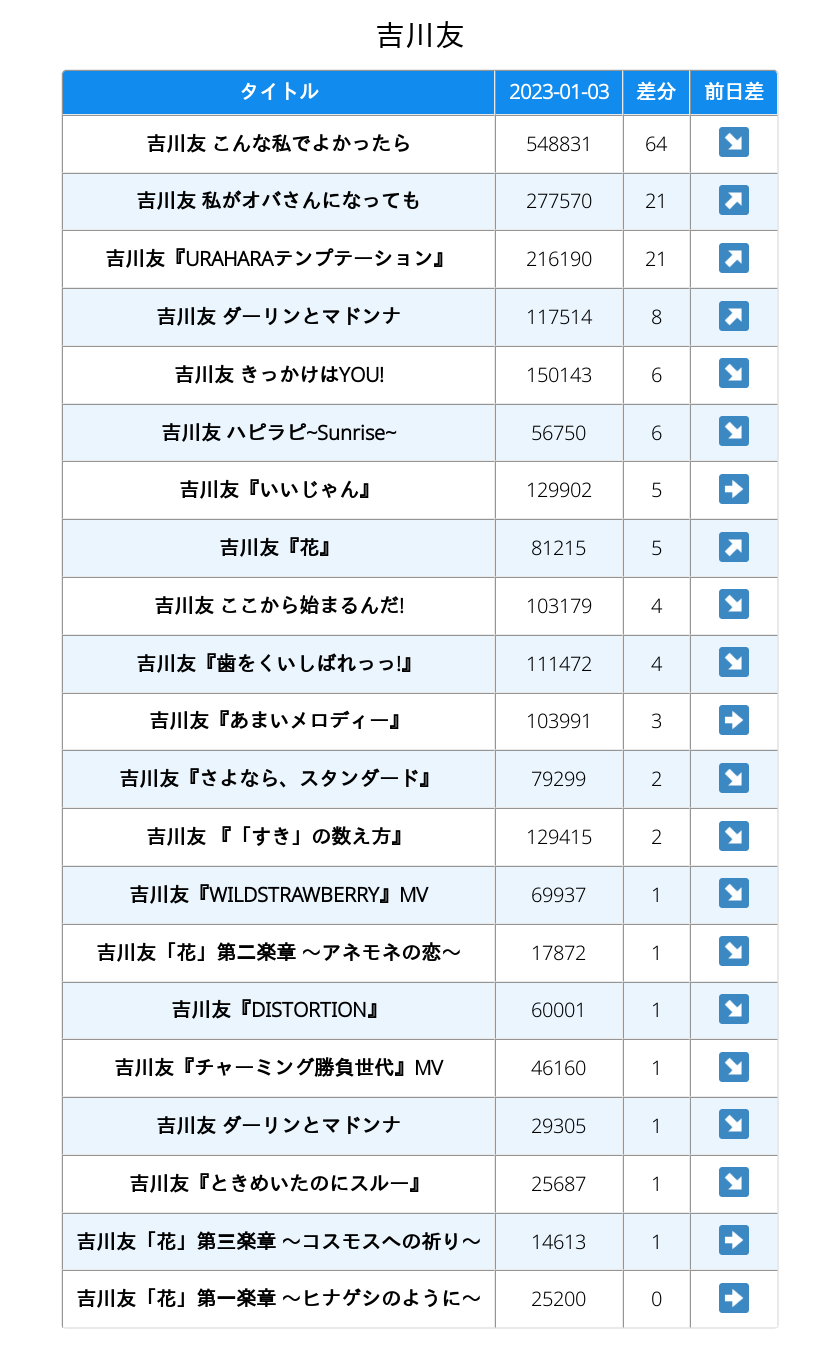 吉川友
タイトル 2023-01-03 差分 前日差
吉川友 こんな私でよかったら 548831 64 ↘
吉川友 私がオバさんになっても 277570 21 ↗
吉川友『URAHARAテンプテーション』 216190 21 ↗
吉川友 ダーリンとマドンナ 117514 8 ↗
吉川友 きっかけはYOU! 150143 6 ↘
吉川友 ハピラピ~Sunrise~ 56750 6 ↘
吉川友『いいじゃん』 129902 5 ➡
吉川友『花』 81215 5 ↗
吉川友 ここから始まるんだ! 103179 4 ↘
吉川友『歯をくいしばれっっ!』 111472 4 ↘
吉川友『あまいメロディー』 103991 3 ➡
吉川友『さよなら、スタンダード』 79299 2 ↘
吉川友 『「すき」の数え方』 129415 2 ↘
吉川友『WILDSTRAWBERRY』MV 69937 1 ↘
吉川友「花」第二楽章 〜アネモネの恋〜 17872 1 ↘
吉川友『DISTORTION』 60001 1 ↘
吉川友『チャーミング勝負世代』MV 46160 1 ↘
吉川友 ダーリンとマドンナ 29305 1 ↘
吉川友『ときめいたのにスルー』 25687 1 ↘
吉川友「花」第三楽章 〜コスモスへの祈り〜 14613 1 ➡
吉川友「花」第一楽章 〜ヒナゲシのように〜 25200 0 ➡